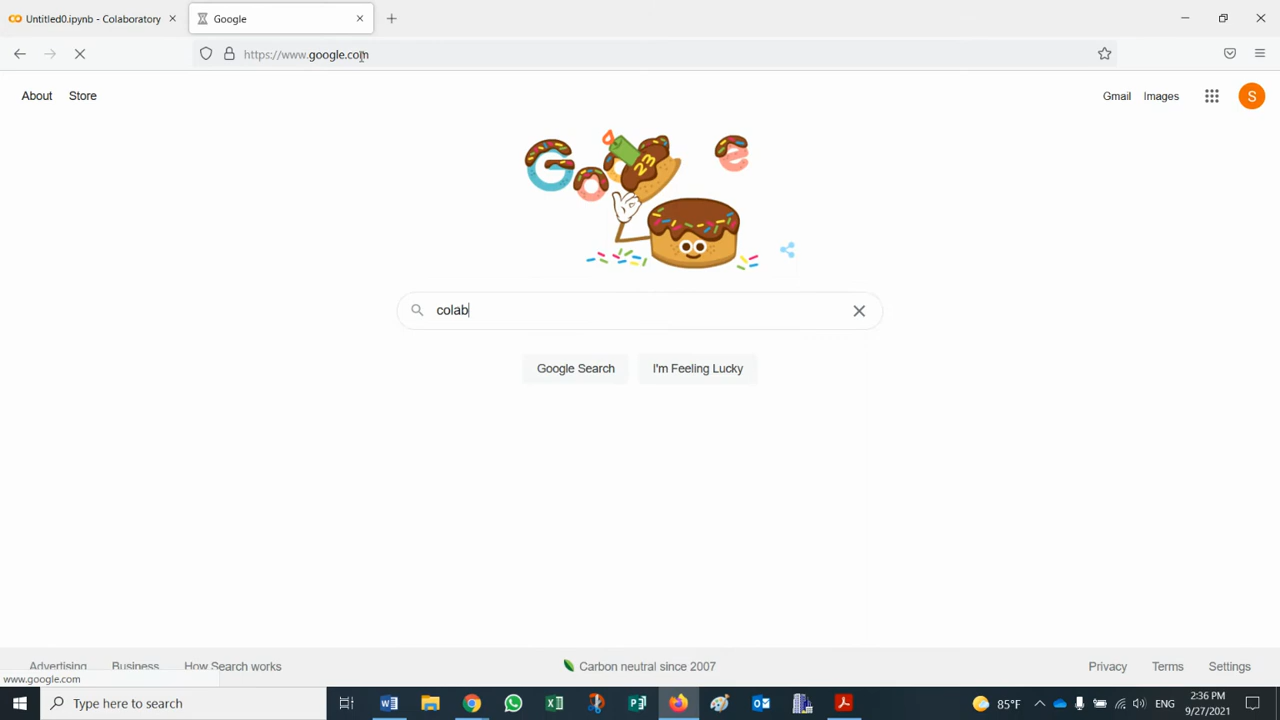 Untitled0.ipynb - Colaboratory
Google
https://www.google.com
About Store
Gmail Images
S
Go e
23
colab
Google Search I'm Feeling Lucky
Advertising Business How Search works
Carbon neutral since 2007
Privacy Terms Settings
www.google.com
Type here to search
85°F
ENG
2:36 PM
9/27/2021